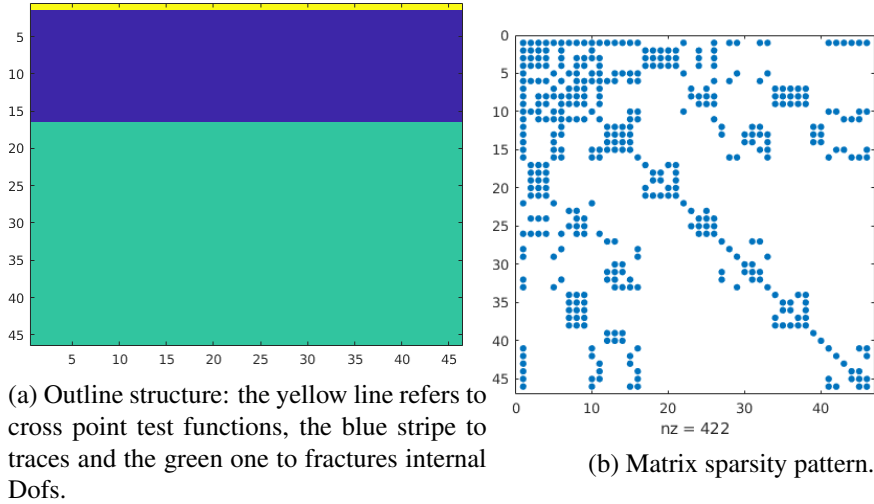 5
10
15
20
25
30
35
40
45
5 10 15 20 25 30 35 40 45
(a) Outline structure: the yellow line refers to
cross point test functions, the blue stripe to
traces and the green one to fractures internal
Dofs.
0
5
10
15
20
25
30
35
40
45
0 10 20 30 40
nz = 422
(b) Matrix sparsity pattern.